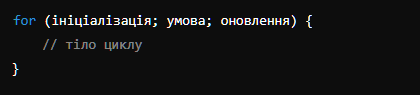 for (ініціалізація; умова; оновлення) {
    // тіло циклу
}